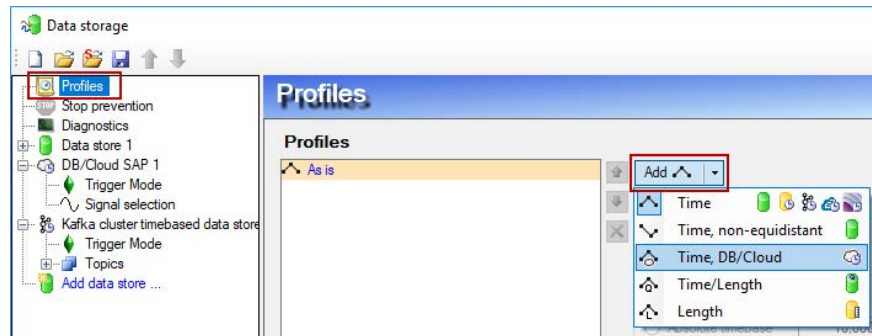 Data storage
Profiles
Stop prevention
Diagnostics
Data store 1
DB/Cloud SAP 1
Trigger Mode
Signal selection
Kafka cluster timebased data store
Trigger Mode
Topics
Add data store ...
Profiles
Profiles
As is
Add
Time
Time, non-equidistant
Time, DB/Cloud
Time/Length
Length
Absolute timebase